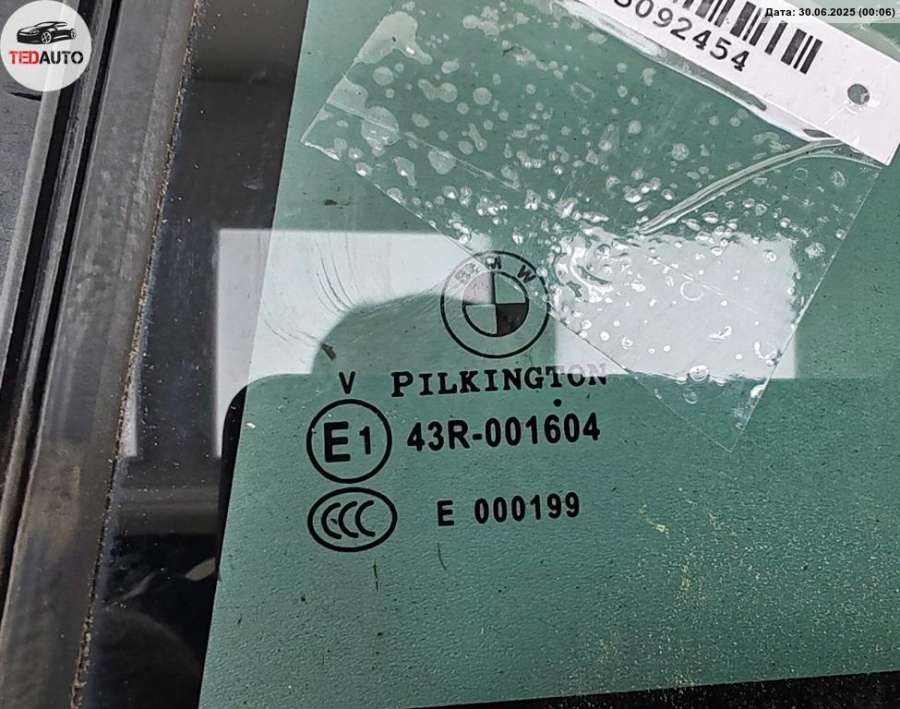 Дата: 30.06.2025 (00:06)
TEDAUTO
092454
BMW
V PILKINGTON
E1 43R-001604
CCC E 000199